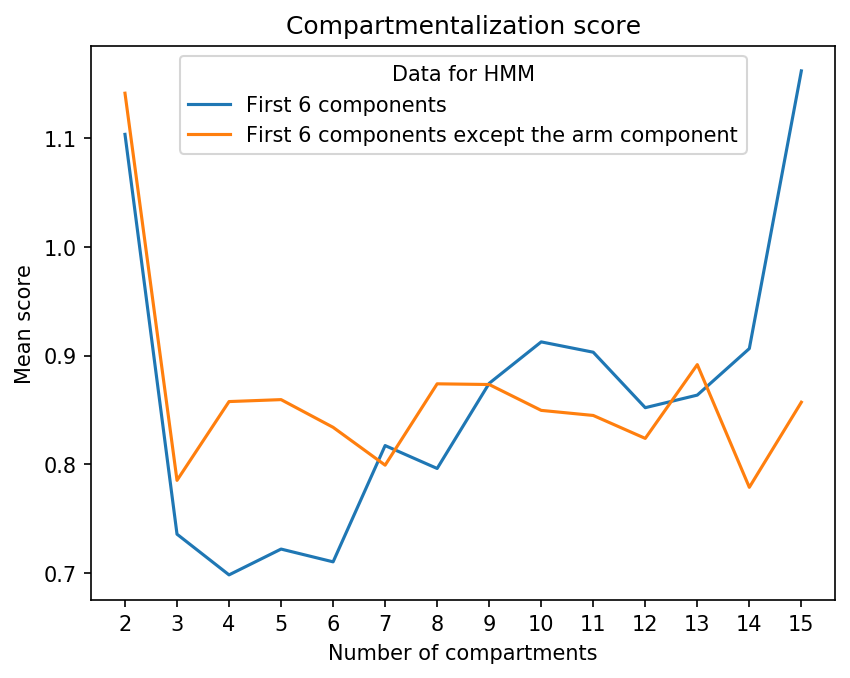 Compartmentalization score
Data for HMM
First 6 components
First 6 components except the arm component
Mean score
1.1
1.0
0.9
0.8
0.7
2 3 4 5 6 7 8 9 10 11 12 13 14 15
Number of compartments